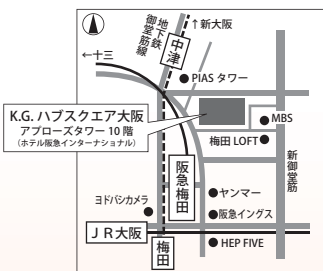 ↑新大阪
地下鉄
御堂筋線
中津
←十三
PIAS タワー
K.G. ハブスクエア大阪
アプローズタワー 10 階
(ホテル阪急インターナショナル)
MBS
梅田 LOFT
新御堂筋
阪急梅田
ヤンマー
ヨドバシカメラ
阪急イングス
JR大阪
梅田
HEP FIVE